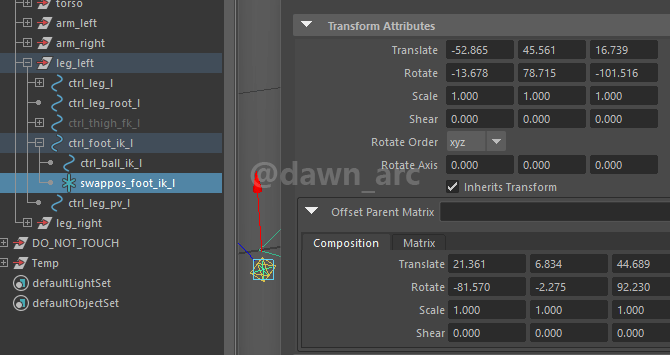 torso
arm_left
arm_right
leg_left
ctrl_leg_l
ctrl_leg_root_l
ctrl_thigh_fk_l
ctrl_foot_ik_l
ctrl_ball_ik_l
swappos_foot_ik_l
ctrl_leg_pv_l
leg_right
DO_NOT_TOUCH
Temp
defaultLightSet
defaultObjectSet
Transform Attributes
Translate -52.865 45.561 16.739
Rotate -13.678 78.715 -101.516
Scale 1.000 1.000 1.000
Shear 0.000 0.000 0.000
Rotate Order xyz
Rotate Axis 0.000 0.000 0.000
Inherits Transform
@dawn_arc
Offset Parent Matrix
Composition Matrix
Translate 21.361 6.834 44.689
Rotate -81.570 -2.275 92.230
Scale 1.000 1.000 1.000
Shear 0.000 0.000 0.000